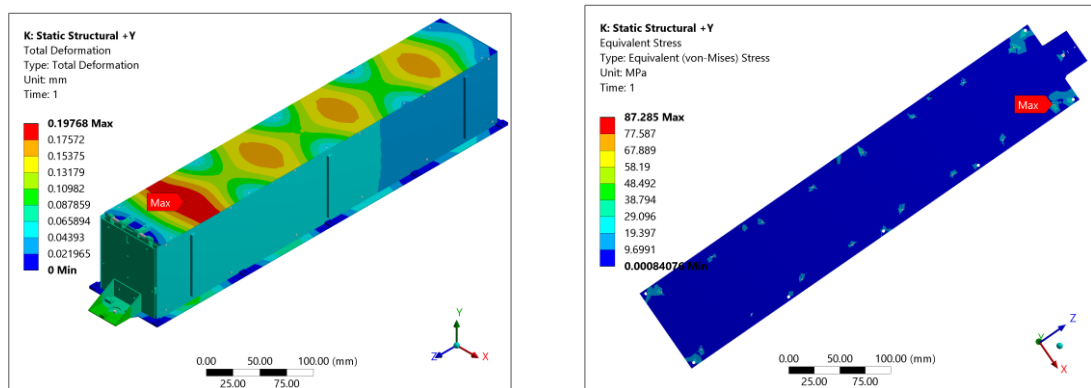 K: Static Structural +Y
Total Deformation
Type: Total Deformation
Unit: mm
Time: 1
0.19768 Max
0.17572
0.15375
0.13179
0.10982
0.087859
0.065894
0.04393
0.021965
0 Min
Max
0.00
50.00
100.00 (mm)
25.00
75.00
Y
Z
X
K: Static Structural +Y
Equivalent Stress
Type: Equivalent (von-Mises) Stress
Unit: MPa
Time: 1
87.285 Max
77.587
67.889
58.19
48.492
38.794
29.096
19.397
9.6991
0.00084076 Min
Max
0.00
50.00
100.00 (mm)
25.00
75.00
Y
Z
X